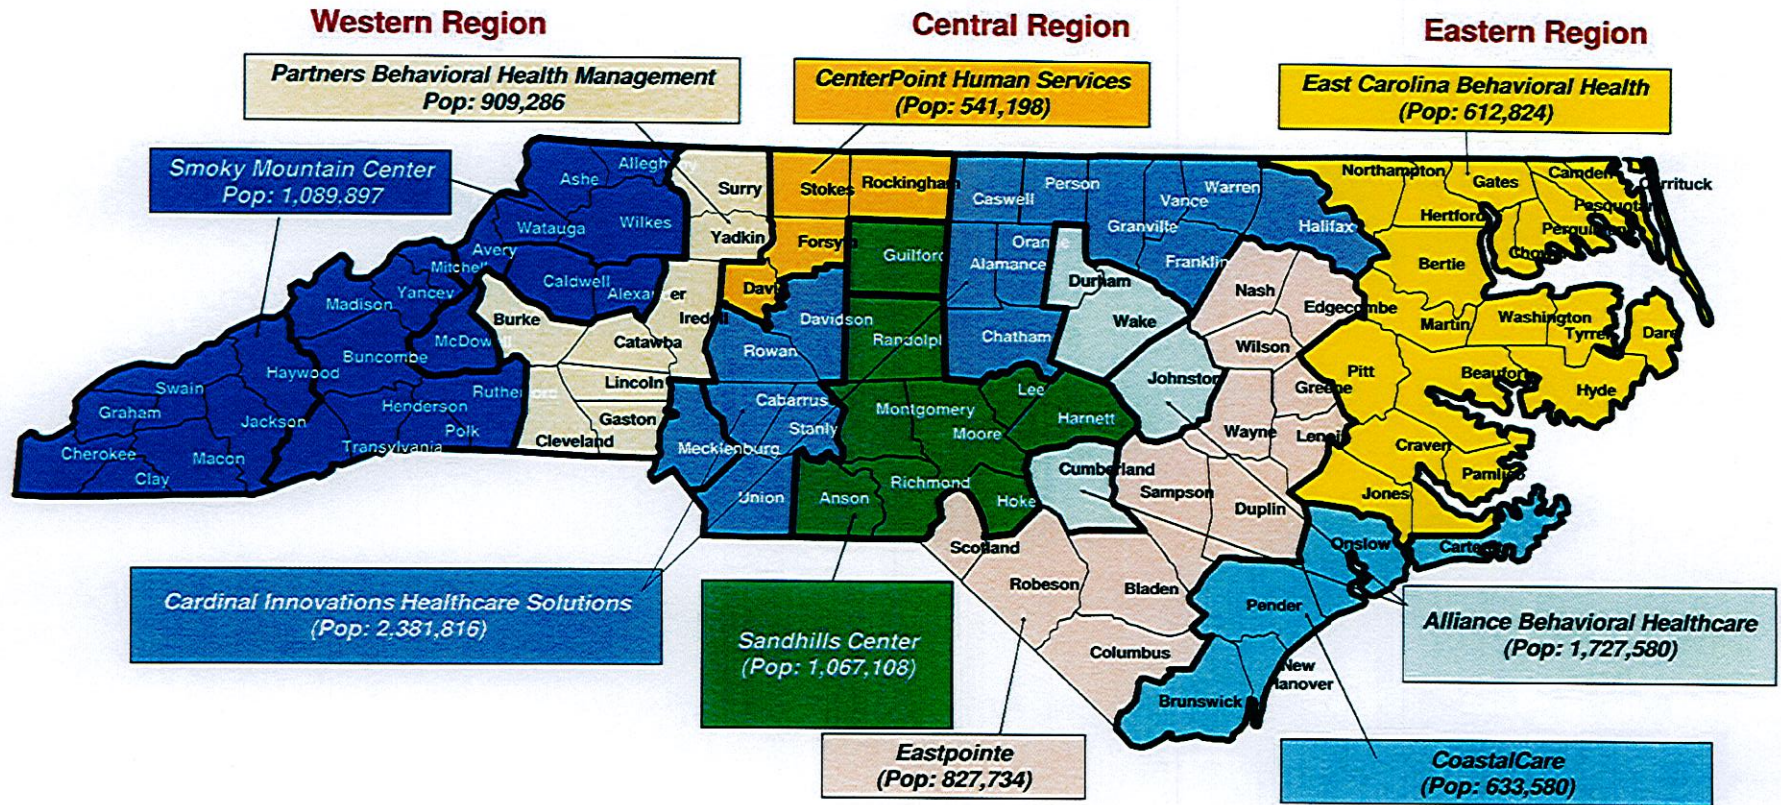 Western Region
Central Region
Eastern Region
Partners Behavioral Health Management
Pop: 909,286
CenterPoint Human Services
(Pop: 541,198)
East Carolina Behavioral Health
(Pop: 612,824)
Smoky Mountain Center
Pop: 1,089,897
Ashe
Watauga
Wilkes
Avery
Caldwell
Madison
Yancey
Buncombe
Haywood
Swain
Graham
Jackson
Cherokee
Macon
Clay
Henderson
Polk
Transylvania
Surry
Yadkin
Burke
Catawba
Lincoln
Gaston
Cleveland
Stokes
Rockingham
Davidson
Rowan
Cabarrus
Stanly
Mecklenburg
Union
Guilford
Montgomery
Moore
Lee
Harnett
Richmond
Anson
Hoke
Caswell
Person
Vance
Warren
Granville
Halifax
Franklin
Alamance
Chatham
Durham
Wake
Johnston
Cumberland
Nash
Edgecombe
Wilson
Greene
Wayne
Sampson
Duplin
Scotland
Robeson
Bladen
Columbus
Northampton
Gates
Camden
Hertford
Bertie
Martin
Washington
Dare
Pitt
Beaufort
Hyde
Craven
Jones
Onslow
Pender
New
Brunswick
Cardinal Innovations Healthcare Solutions
(Pop: 2,381,816)
Sandhills Center
(Pop: 1,067,108)
Eastpointe
(Pop: 827,734)
Alliance Behavioral Healthcare
(Pop: 1,727,580)
CoastalCare
(Pop: 633,580)